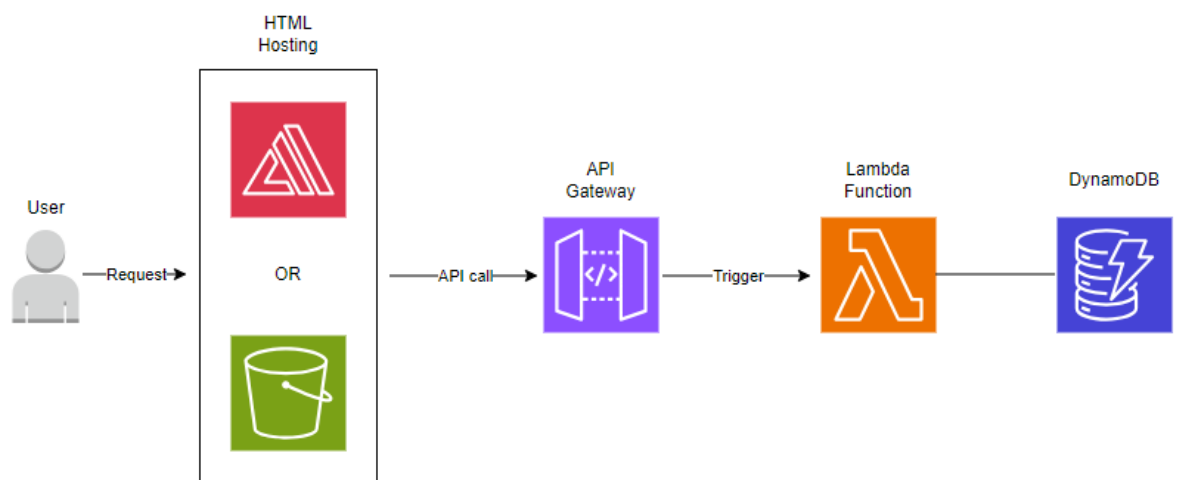 HTML
Hosting
User
Request
OR
API call
API
Gateway
</>
Trigger
Lambda
Function
DynamoDB